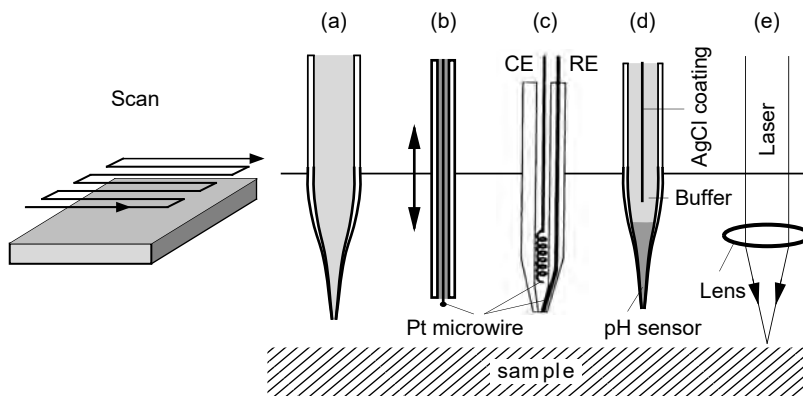 (a)
(b)
(c)
(d)
(e)
CE
RE
Scan
AgCl coating
Laser
Buffer
Lens
Pt microwire
pH sensor
sample